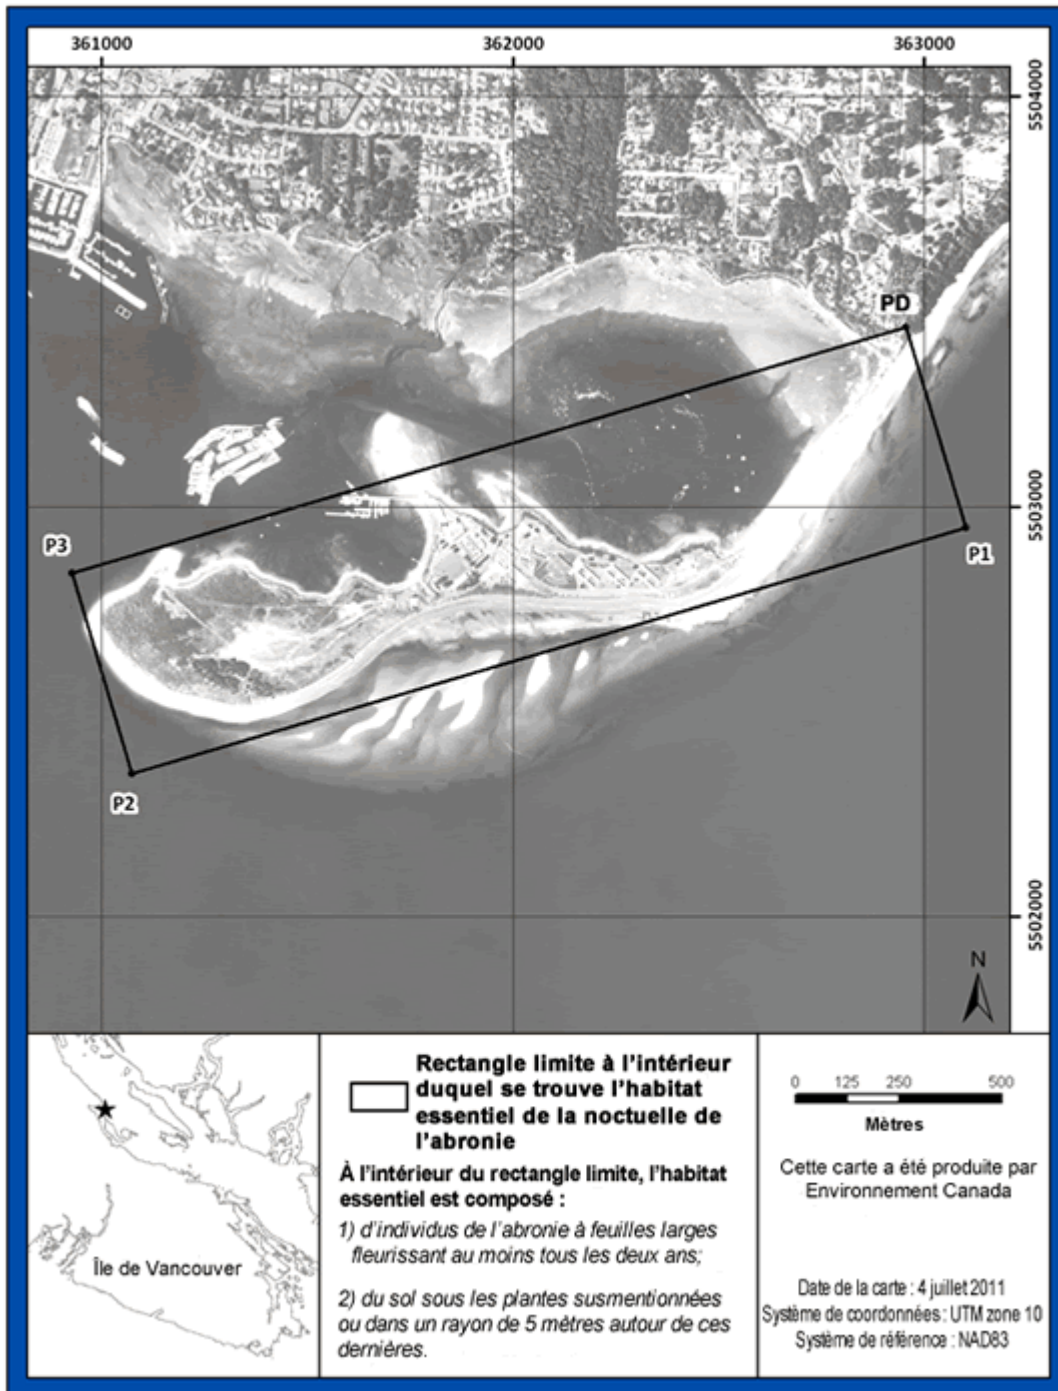 361000
362000
363000
5504000
PD
5503000
P3
P1
P2
5502000
N
Rectangle limite à l'intérieur
duquel se trouve l'habitat
essentiel de la noctuelle de
l'abronie
À l'intérieur du rectangle limite, l'habitat
essentiel est composé :
1) d'individus de l'abronie à feuilles larges
fleurissant au moins tous les deux ans;
2) du sol sous les plantes susmentionnées
ou dans un rayon de 5 mètres autour de ces
dernières.
Île de Vancouver
0 125 250 500
Mètres
Cette carte a été produite par
Environnement Canada
Date de la carte : 4 juillet 2011
Système de coordonnées : UTM zone 10
Système de référence : NAD83